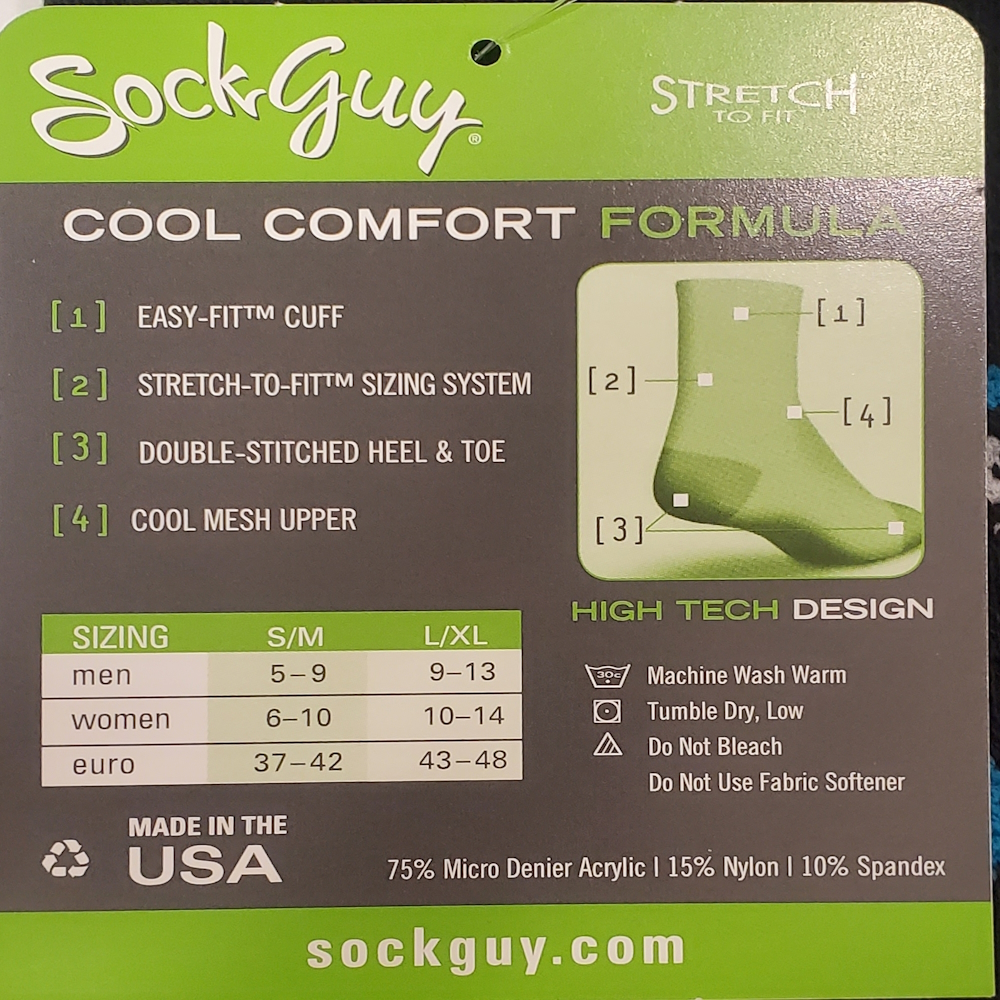 SockGuy®
STRETCH
TO FIT™
COOL COMFORT FORMULA
[1] EASY-FIT™ CUFF
[2] STRETCH-TO-FIT™ SIZING SYSTEM
[3] DOUBLE-STITCHED HEEL & TOE
[4] COOL MESH UPPER
[1]
[2]
[4]
[3]
HIGH TECH DESIGN
SIZING S/M L/XL
men 5–9 9–13
women 6–10 10–14
euro 37–42 43–48
30c Machine Wash Warm
Tumble Dry, Low
Do Not Bleach
Do Not Use Fabric Softener
MADE IN THE
USA
75% Micro Denier Acrylic | 15% Nylon | 10% Spandex
sockguy.com